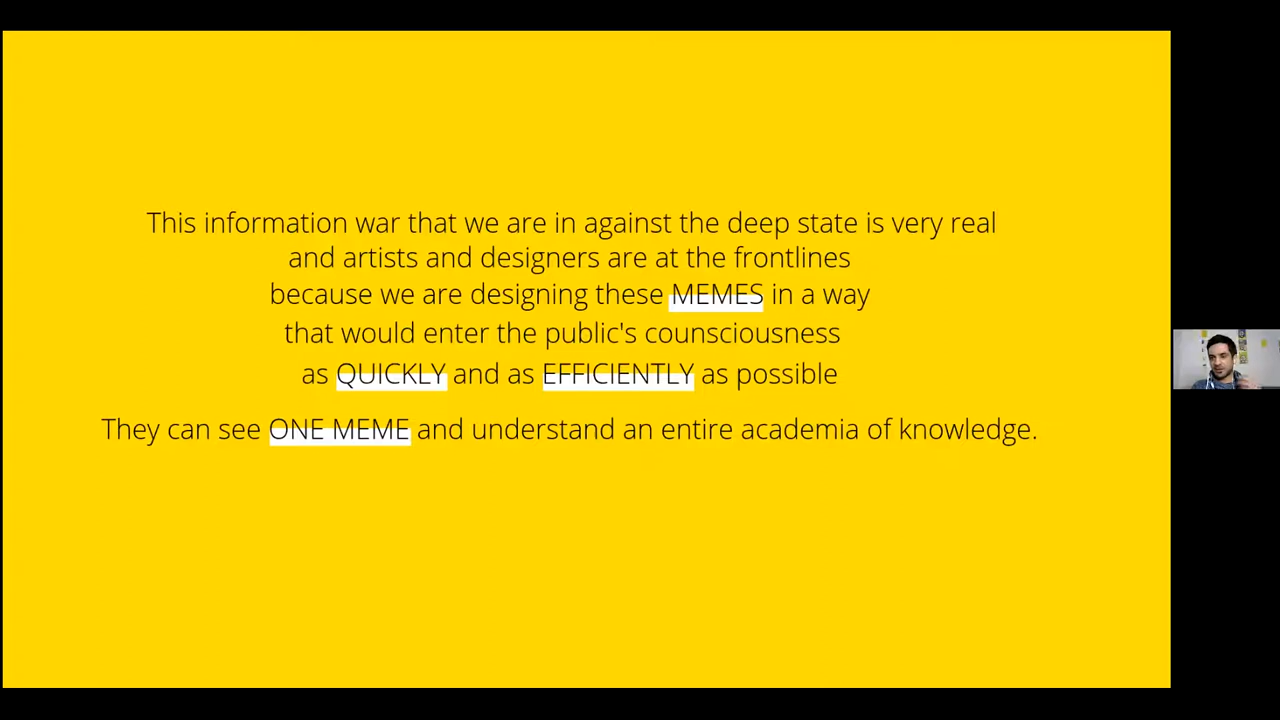 This information war that we are in against the deep state is very real
and artists and designers are at the frontlines
because we are designing these MEMES in a way
that would enter the public's counsciousness
as QUICKLY and as EFFICIENTLY as possible
They can see ONE MEME and understand an entire academia of knowledge.